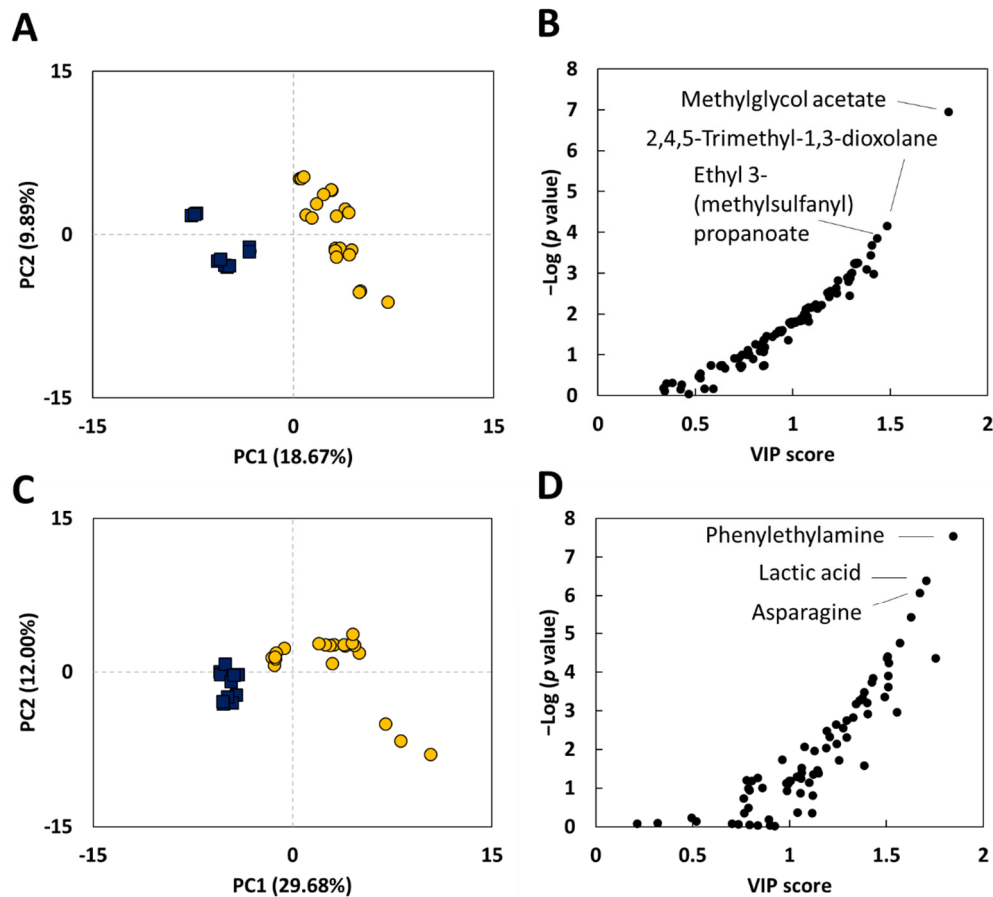 A
15
0
-15
-15
0
15
PC2 (9.89%)
PC1 (18.67%)
B
8
7
6
5
4
3
2
1
0
0
0.5
1
1.5
2
−Log (p value)
VIP score
Methylglycol acetate
2,4,5-Trimethyl-1,3-dioxolane
Ethyl 3-
(methylsulfanyl)
propanoate
C
15
0
-15
-15
0
15
PC2 (12.00%)
PC1 (29.68%)
D
8
7
6
5
4
3
2
1
0
0
0.5
1
1.5
2
−Log (p value)
VIP score
Phenylethylamine
Lactic acid
Asparagine